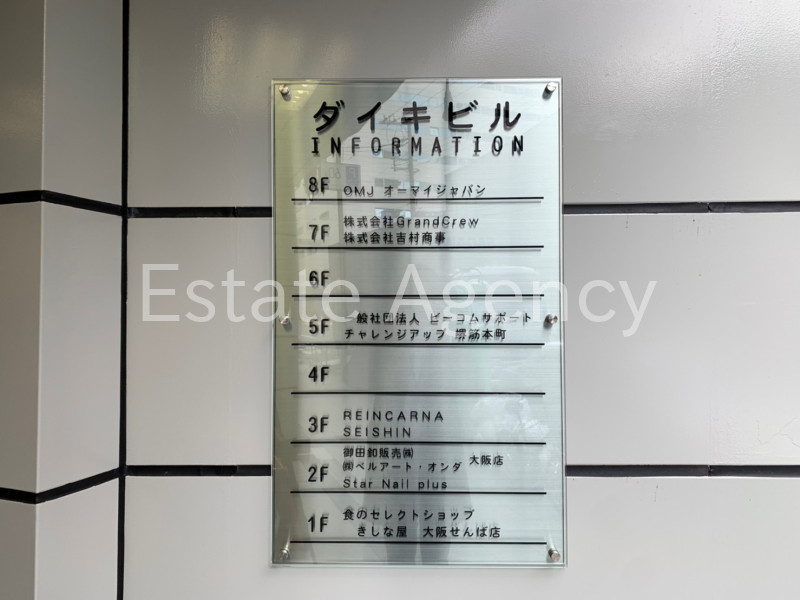 ダイキビル
INFORMATION
8F OMJ オーマイジャパン
7F 株式会社GrandCrew
株式会社吉村商事
6F
Estate Agency
5F 一般社団法人 ビーコムサポート
チャレンジアップ 堺筋本町
4F
3F REINCARNA
SEISHIN
2F 御田釦販売㈱
㈱ベルアート・オンダ 大阪店
Star Nail plus
1F 食のセレクトショップ
きしな屋 大阪せんば店